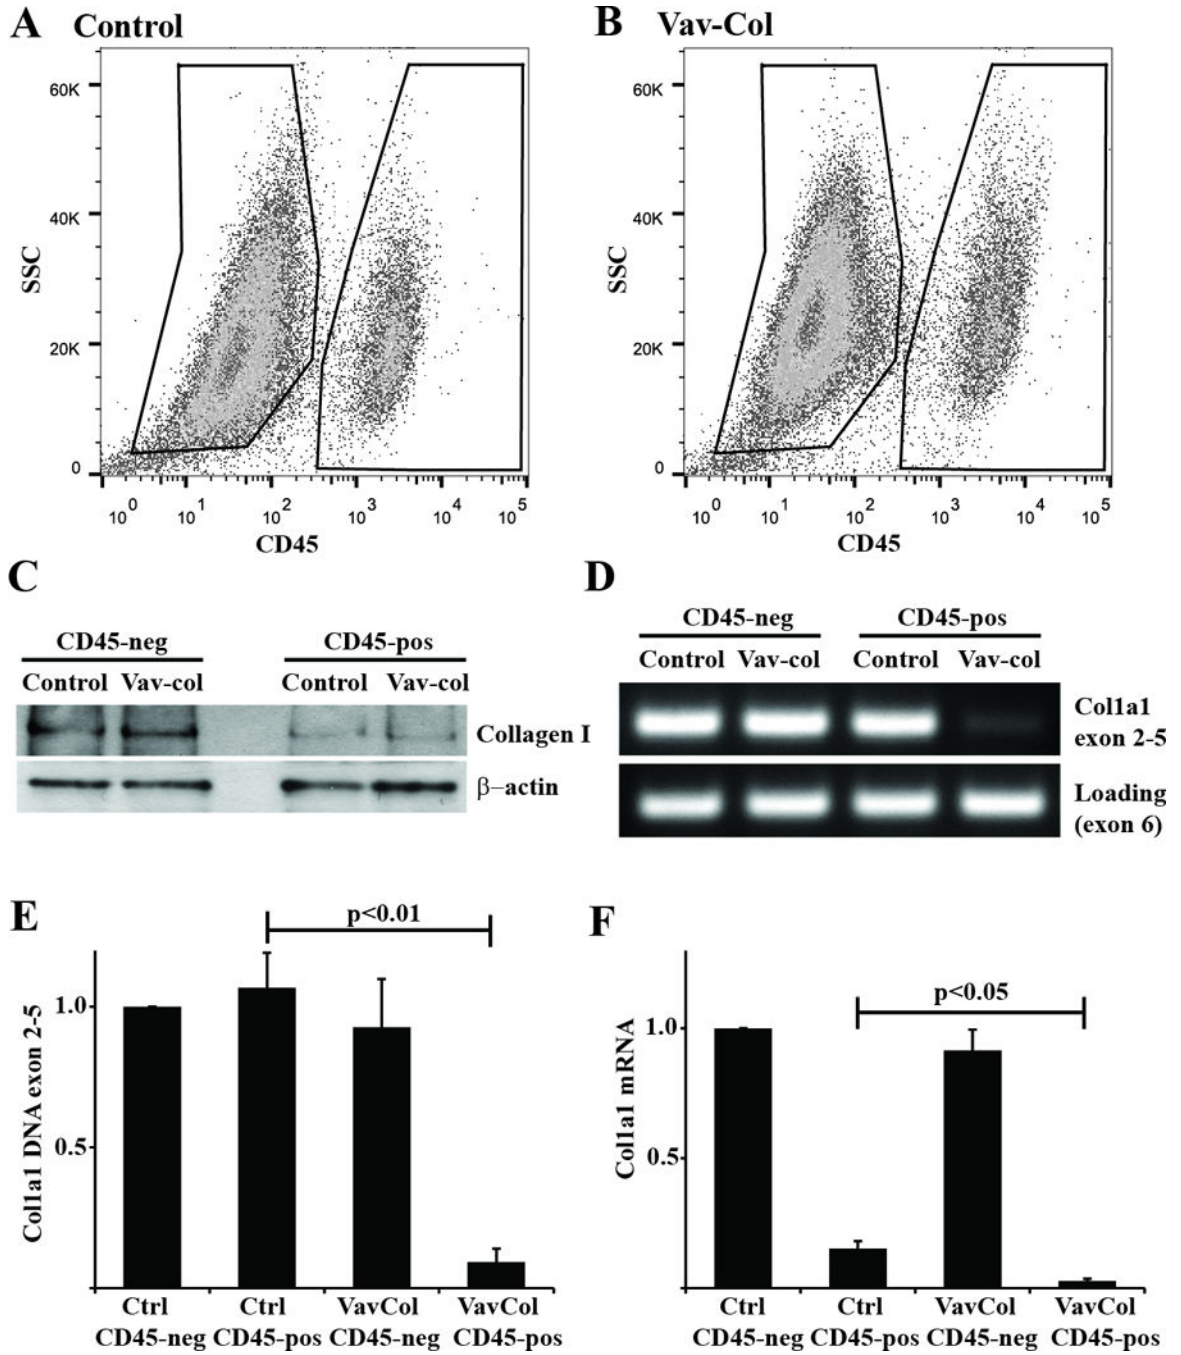 A Control
60K
40K
20K
0
SSC
10^0 10^1 10^2 10^3 10^4 10^5
CD45
B Vav-Col
60K
40K
20K
0
SSC
10^0 10^1 10^2 10^3 10^4 10^5
CD45
C
CD45-neg CD45-pos
Control Vav-col Control Vav-col
Collagen I
β-actin
D
CD45-neg CD45-pos
Control Vav-col Control Vav-col
Col1a1
exon 2-5
Loading
(exon 6)
E
p<0.01
Col1a1 DNA exon 2-5
1.0
0.5
Ctrl Ctrl VavCol VavCol
CD45-neg CD45-pos CD45-neg CD45-pos
F
p<0.05
Col1a1 mRNA
1.0
0.5
Ctrl Ctrl VavCol VavCol
CD45-neg CD45-pos CD45-neg CD45-pos